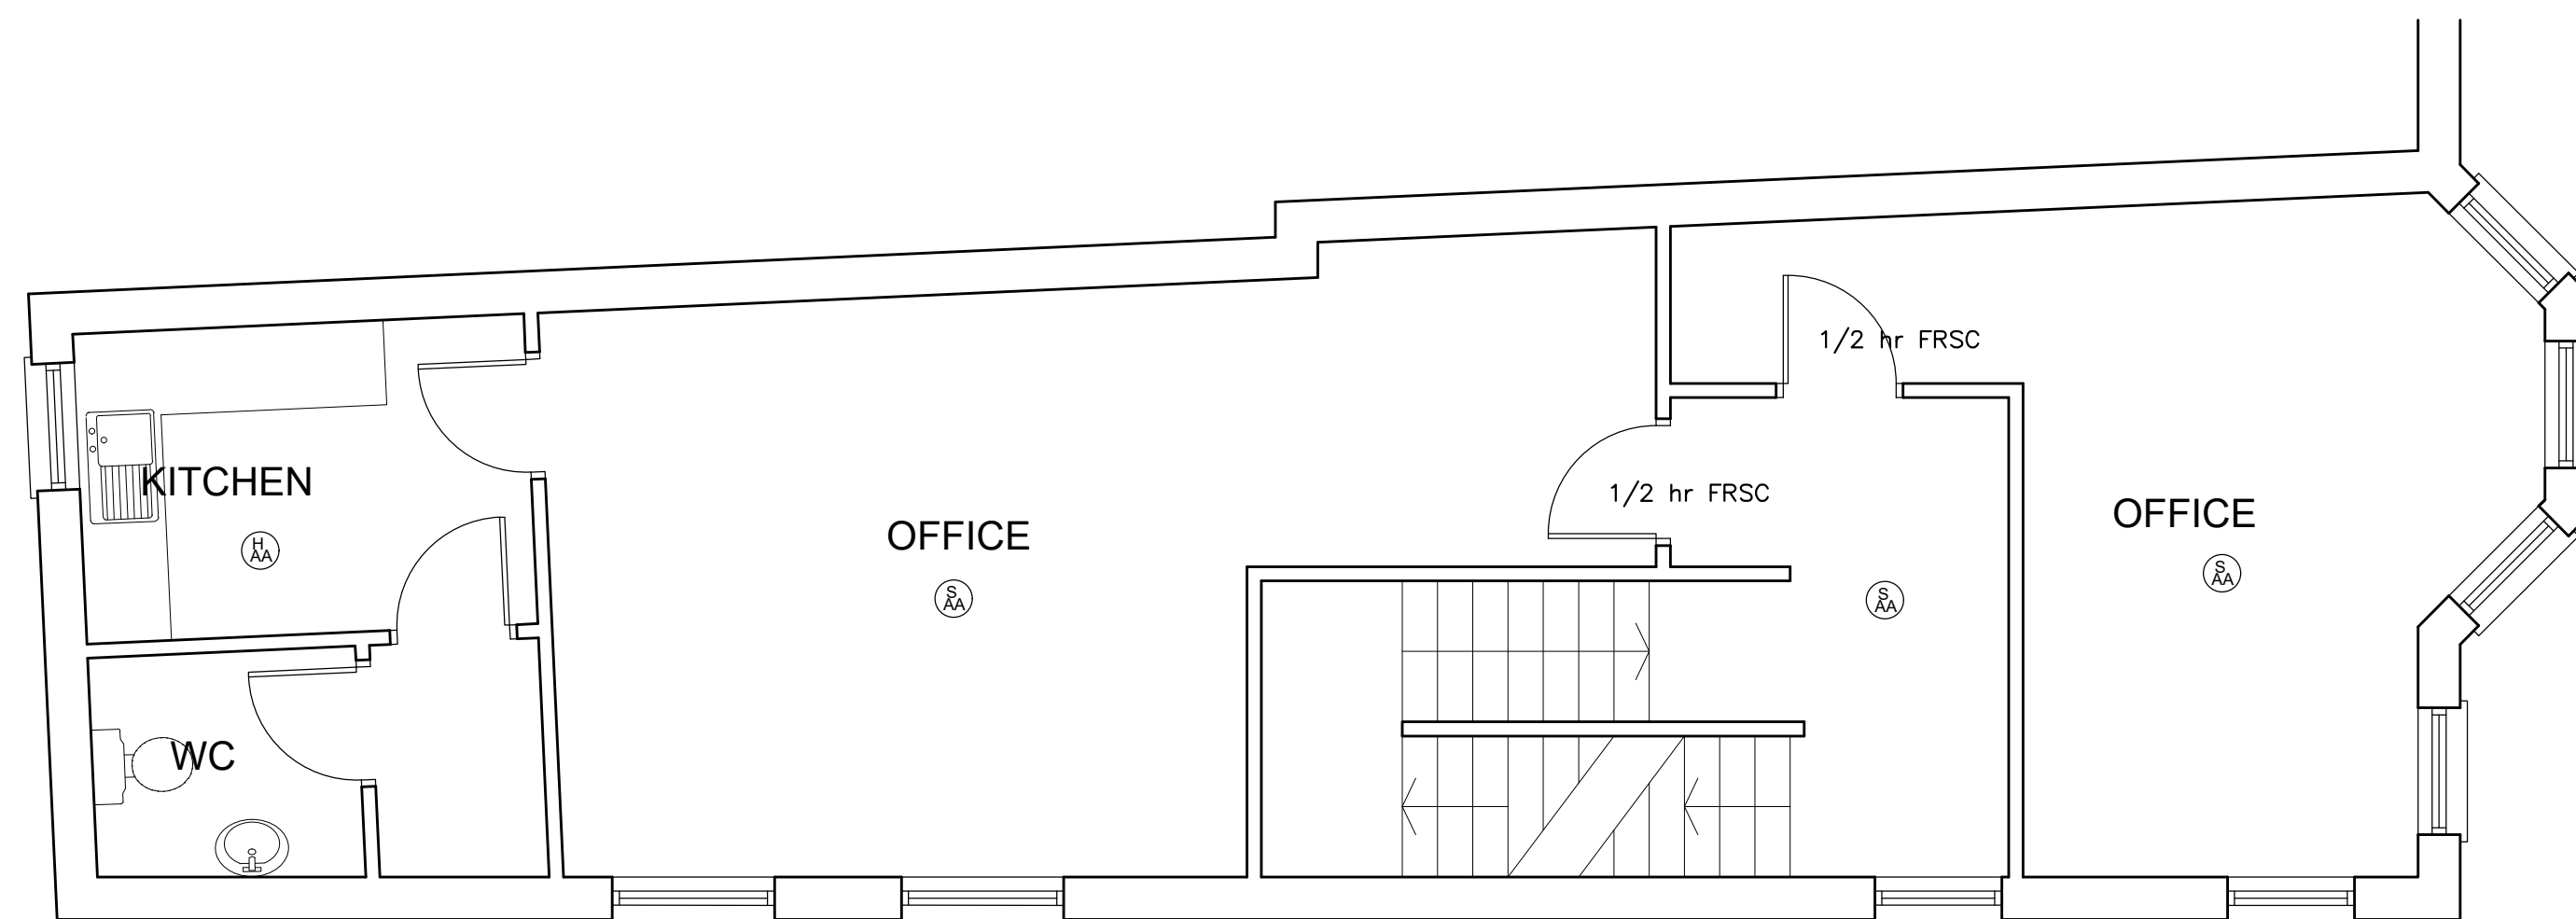 1/2 hr FRSC
KITCHEN
H
AA
OFFICE
S
AA
1/2 hr FRSC
OFFICE
S
AA
S
AA
WC